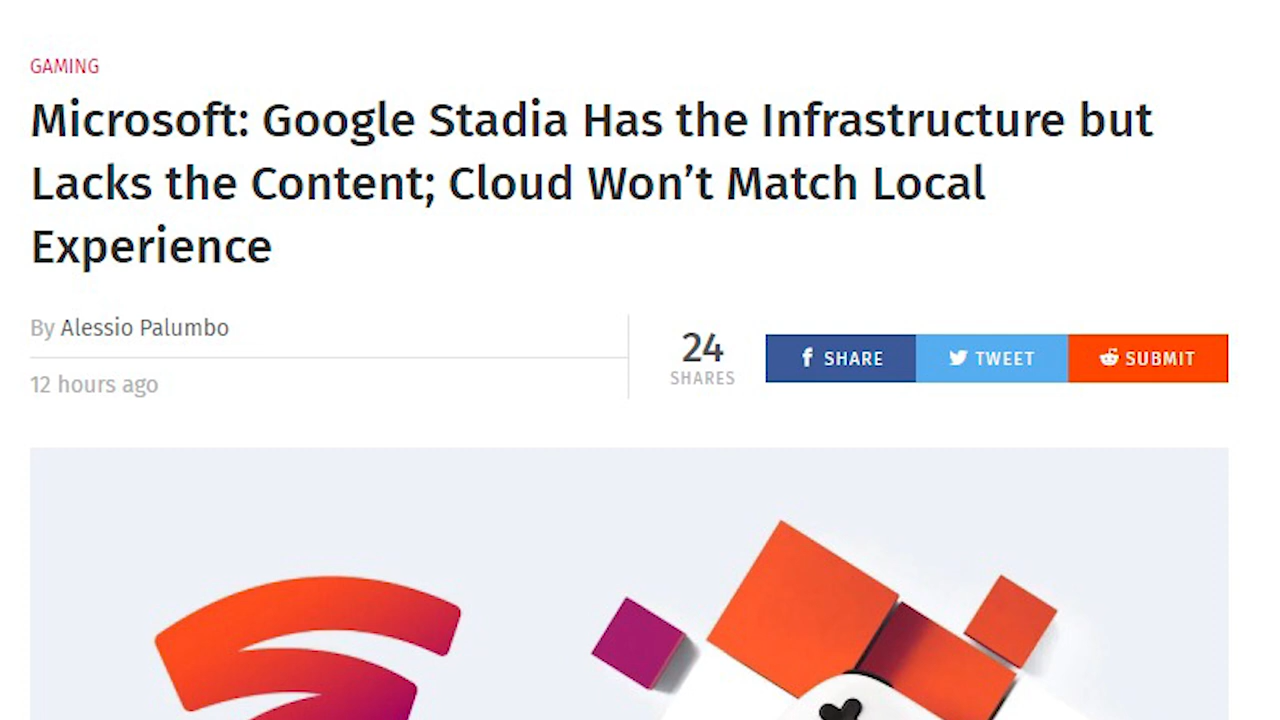 GAMING
Microsoft: Google Stadia Has the Infrastructure but
Lacks the Content; Cloud Won’t Match Local
Experience
By Alessio Palumbo
12 hours ago
24
SHARES
SHARE
TWEET
SUBMIT